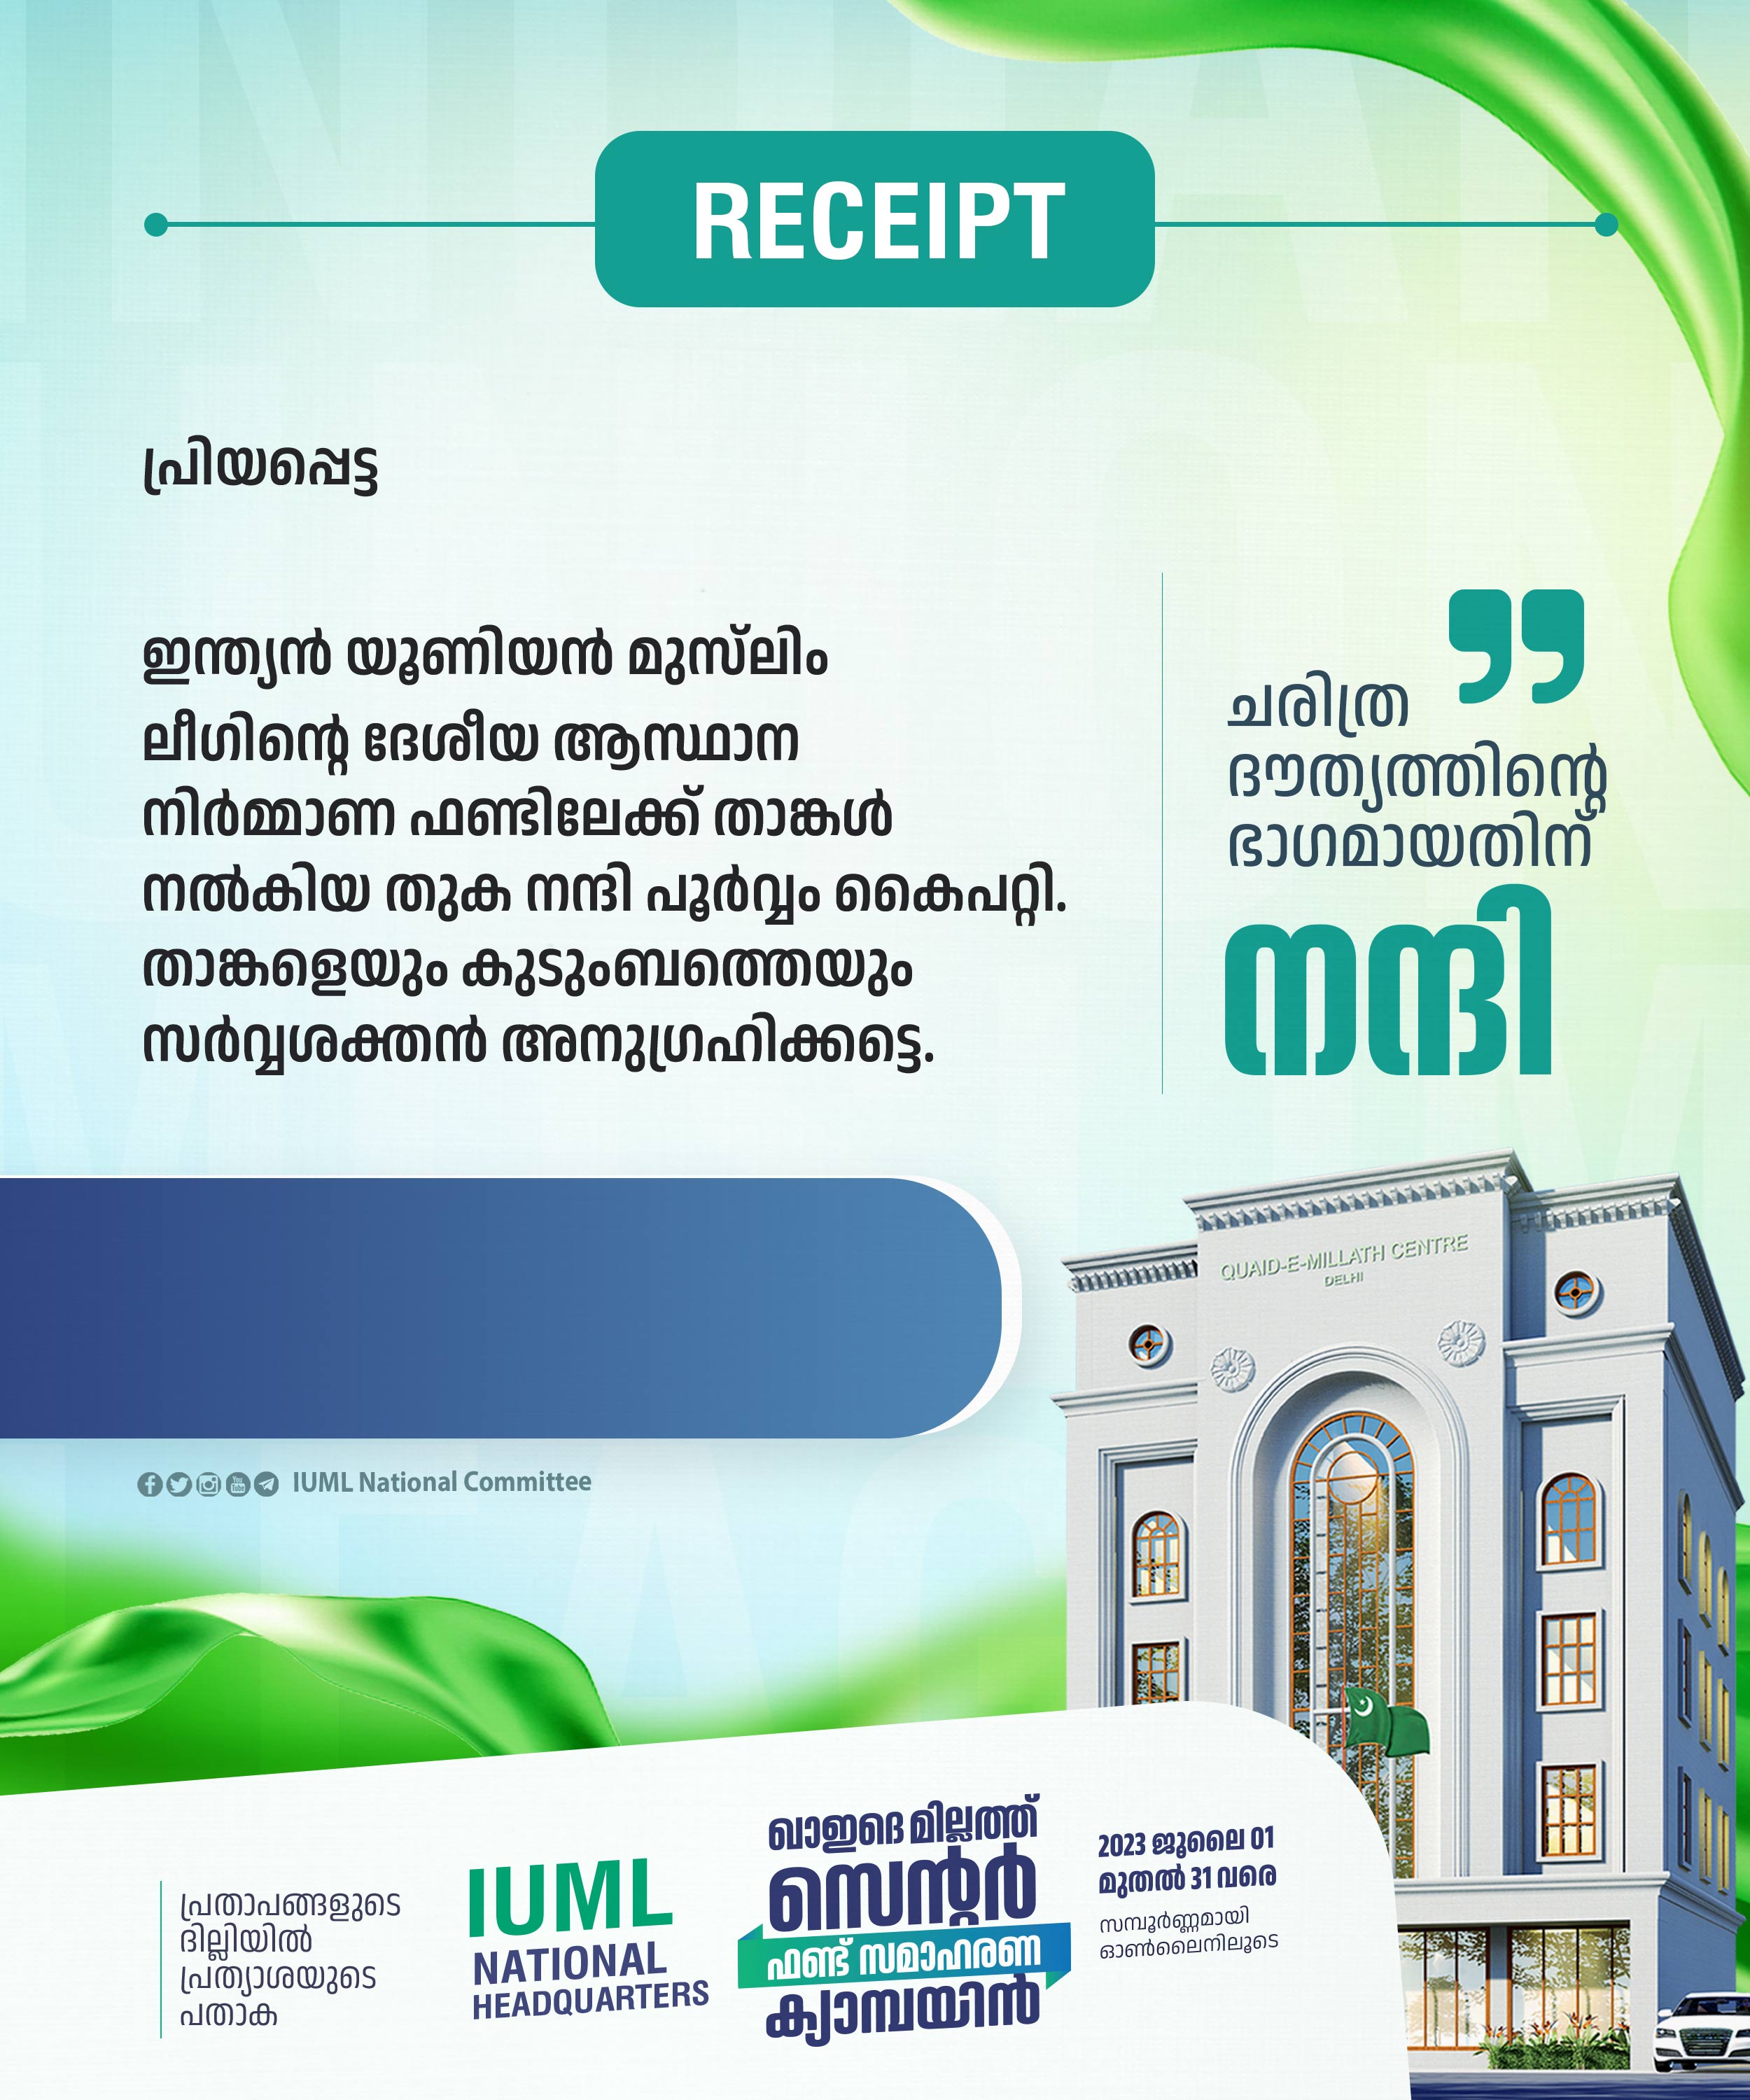 RECEIPT
പ്രിയപ്പെട്ട
ഇന്ത്യൻ യൂണിയൻ മുസ്‌ലിം
ലീഗിന്റെ ദേശീയ ആസ്ഥാന
നിർമ്മാണ ഫണ്ടിലേക്ക് താങ്കൾ
നൽകിയ തുക നന്ദി പൂർവ്വം കൈപറ്റി.
താങ്കളെയും കുടുംബത്തെയും
സർവ്വശക്തൻ അനുഗ്രഹിക്കട്ടെ.
”
ചരിത്ര
ദൗത്യത്തിന്റെ
ഭാഗമായതിന്
നന്ദി
QUAID-E-MILLATH CENTRE
DELHI
IUML National Committee
പ്രതാപങ്ങളുടെ
ദില്ലിയിൽ
പ്രത്യാശയുടെ
പതാക
IUML
NATIONAL
HEADQUARTERS
ഖാഇദെ മില്ലത്ത്
സെന്റർ
ഫണ്ട് സമാഹരണ
ക്യാമ്പയിൻ
2023 ജൂലൈ 01
മുതൽ 31 വരെ
സമ്പൂർണ്ണമായി
ഓൺലൈനിലൂടെ